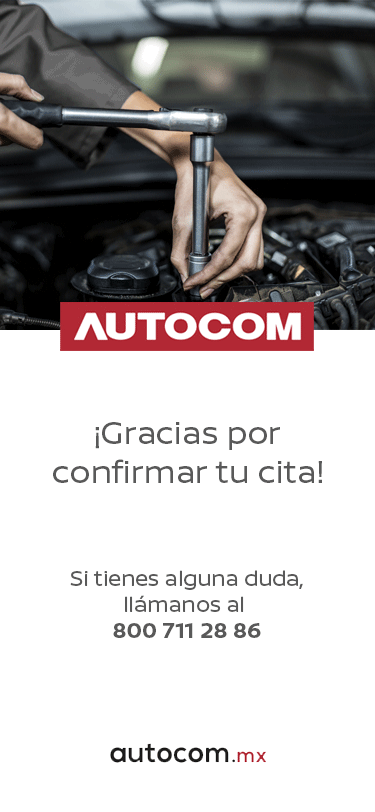 AUTOCOM
¡Gracias por
confirmar tu cita!
Si tienes alguna duda,
llámanos al
800 711 28 86
autocom.mx